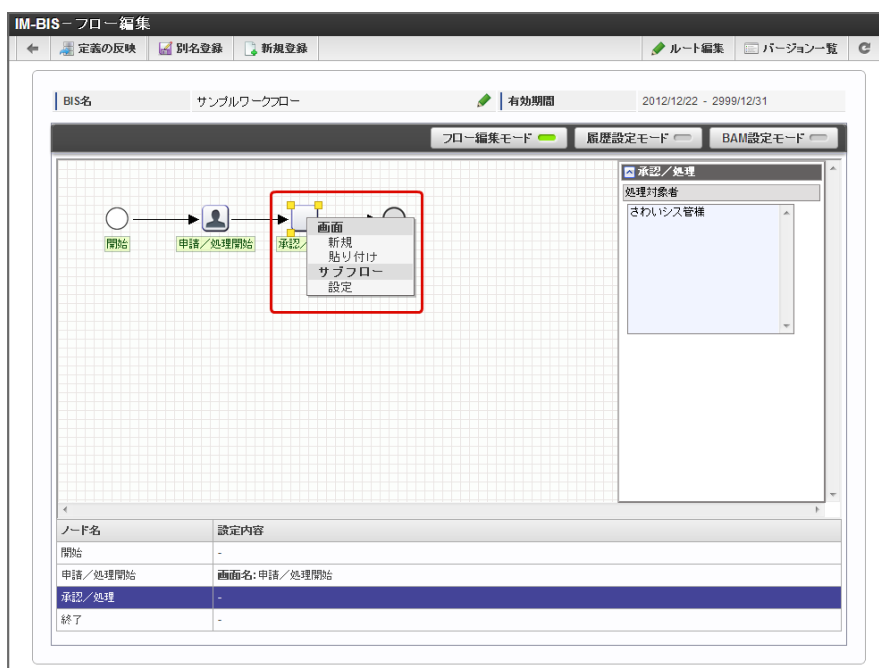 IM-BIS－フロー編集
定義の反映 別名登録 新規登録 ルート編集 バージョン一覧
BIS名 サンプルワークフロー 有効期間 2012/12/22 - 2999/12/31
フロー編集モード 履歴設定モード BAM設定モード
承認／処理
処理対象者
さわいシス管様
開始 申請／処理開始 承認／
画面
新規
貼り付け
サブフロー
設定
ノード名 設定内容
開始 -
申請／処理開始 画面名:申請／処理開始
承認／処理 -
終了 -